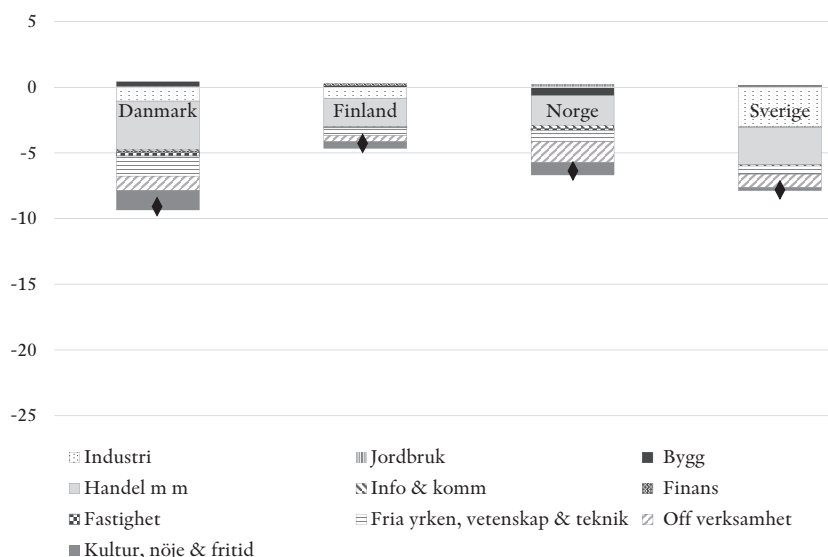 5
0
Danmark Finland Norge Sverige
-5
-10
-15
-20
-25
Industri Jordbruk Bygg
Handel m m Info & komm Finans
Fastighet Fria yrken, vetenskap & teknik Off verksamhet
Kultur, nöje & fritid